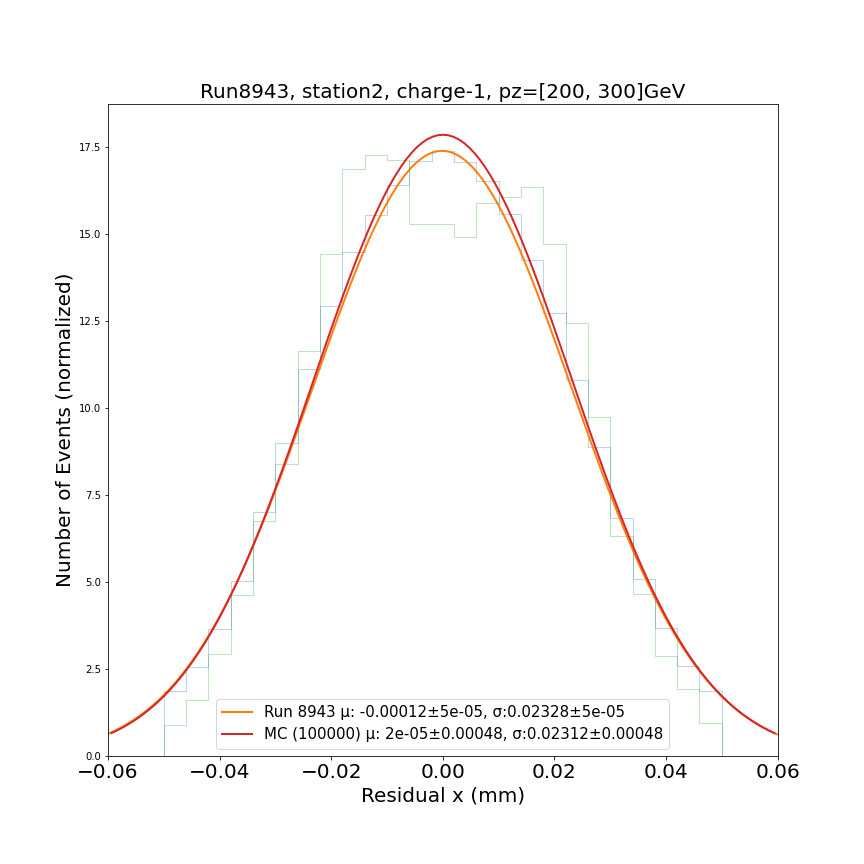 Run8943, station2, charge-1, pz=[200, 300]GeV
Number of Events (normalized)
17.5
15.0
12.5
10.0
7.5
5.0
2.5
0.0
Run 8943 μ: -0.00012±5e-05, σ:0.02328±5e-05
MC (100000) μ: 2e-05±0.00048, σ:0.02312±0.00048
−0.06 −0.04 −0.02 0.00 0.02 0.04 0.06
Residual x (mm)